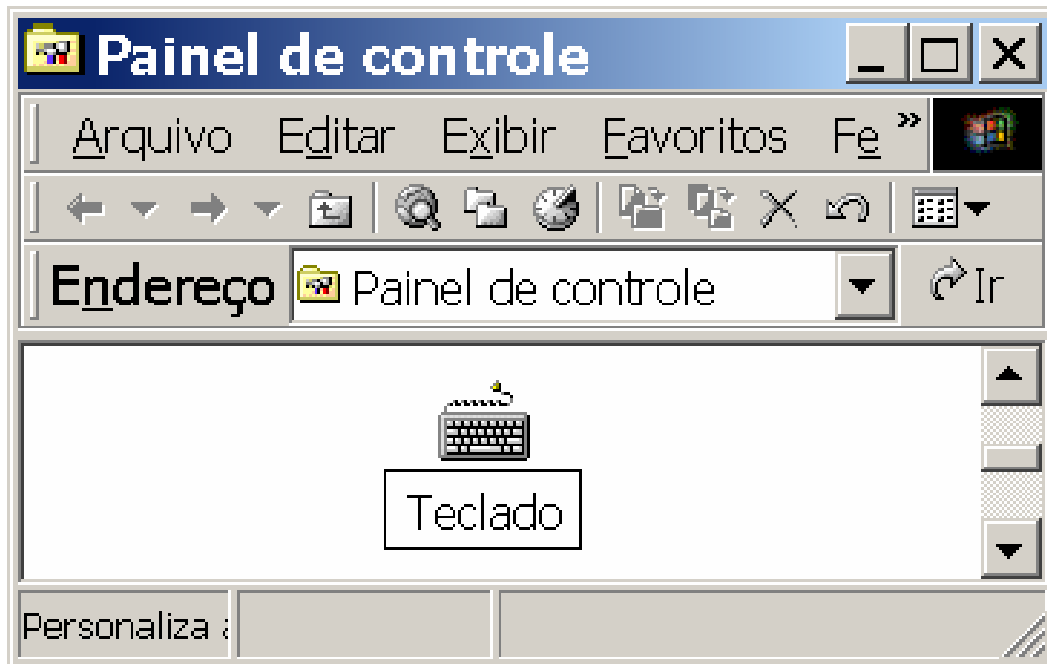 Painel de controle
Arquivo Editar Exibir Favoritos Fe »
Endereço Painel de controle Ir
Teclado
Personaliza a